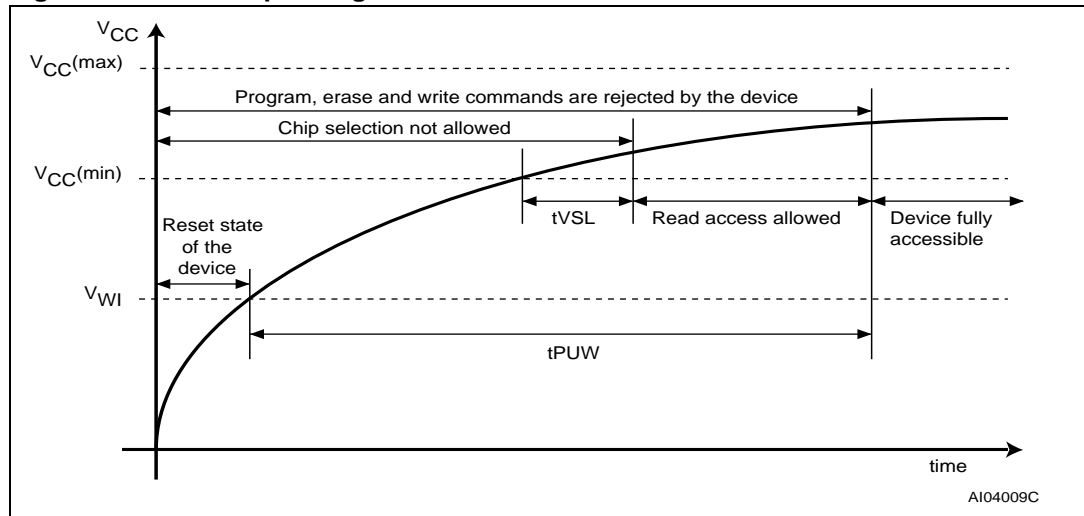 VCC
VCC(max)
Program, erase and write commands are rejected by the device
Chip selection not allowed
VCC(min)
tVSL
Read access allowed
Device fully
accessible
Reset state
of the
device
VWI
tPUW
time
AI04009C